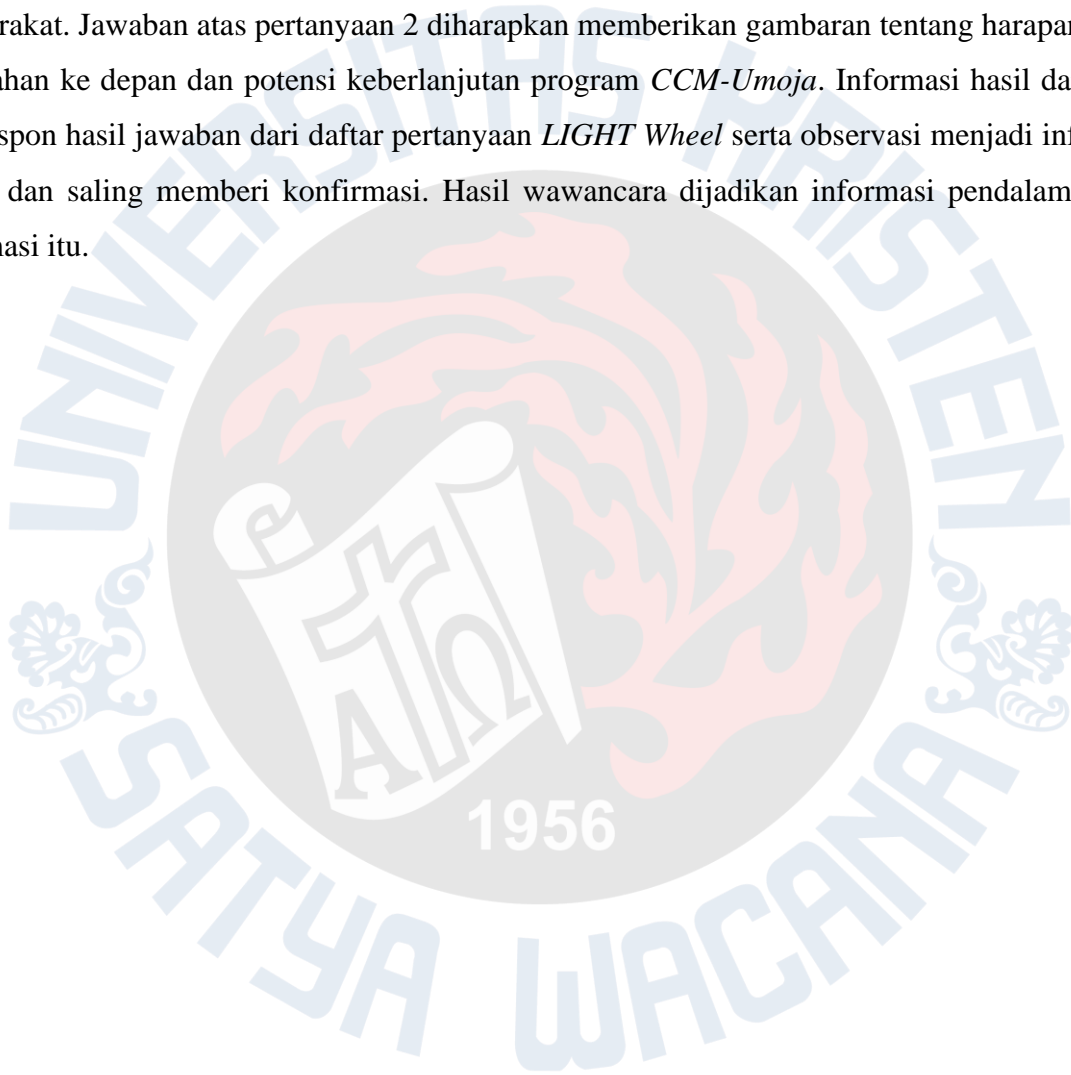 rakat. Jawaban atas pertanyaan 2 diharapkan memberikan gambaran tentang harapan
ahan ke depan dan potensi keberlanjutan program CCM-Umoja. Informasi hasil da
spon hasil jawaban dari daftar pertanyaan LIGHT Wheel serta observasi menjadi inf
dan saling memberi konfirmasi. Hasil wawancara dijadikan informasi pendalam
asi itu.
UNIVERSITAS KRISTEN
ΑΩ
1956
SATYA WACANA